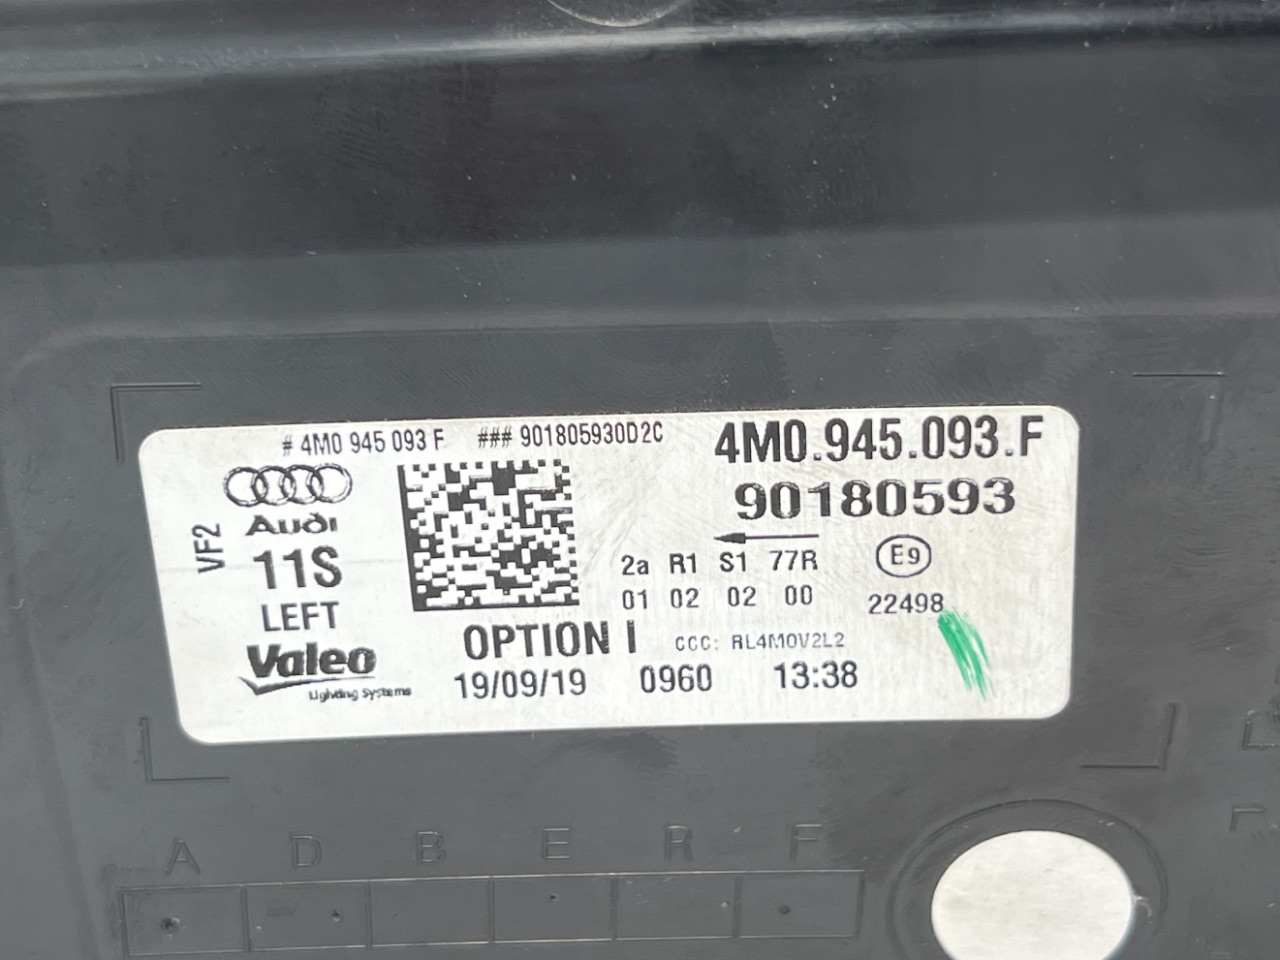 # 4M0 945 093 F ### 901805930D2C
4M0.945.093.F
90180593
Audi
VF2
11S
LEFT
Valeo
Lighting Systems
2a R1 S1 77R
01 02 02 00
E9
22498
OPTION I CCC: RL4M0V2L2
19/09/19 0960 13:38
A D B E R F